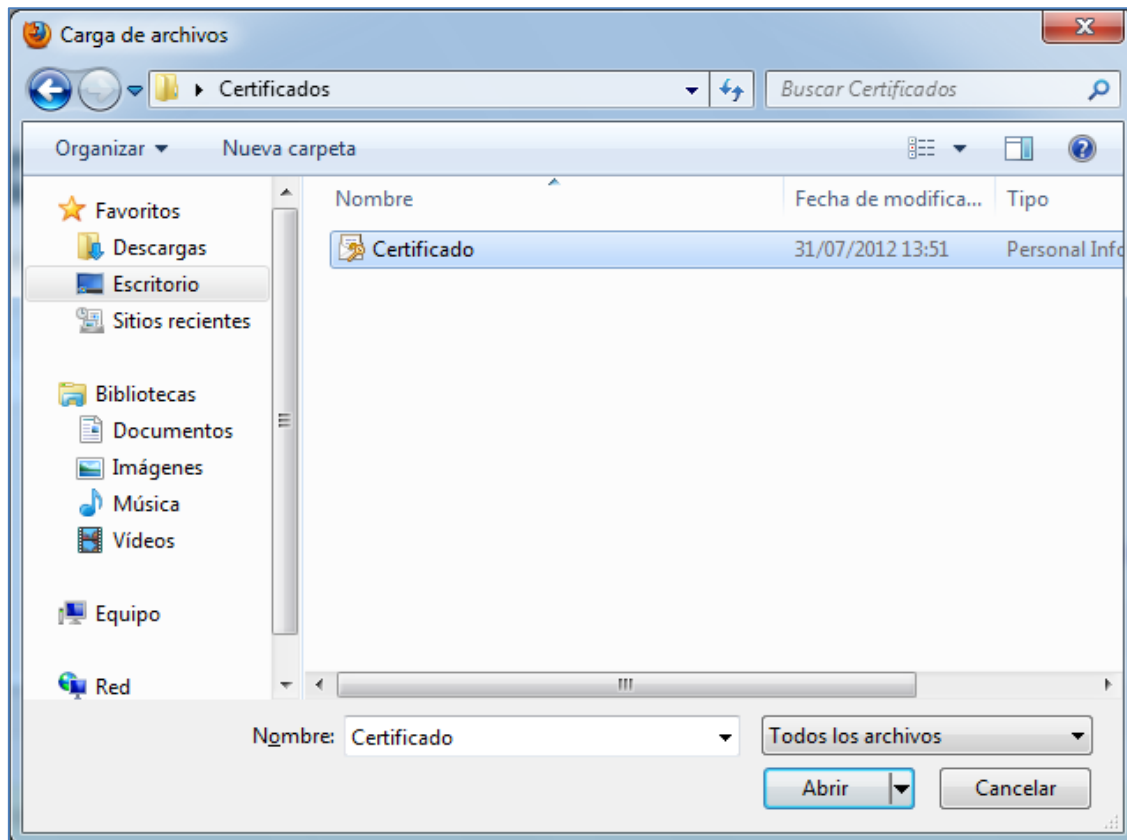 Carga de archivos
Certificados
Buscar Certificados
Organizar
Nueva carpeta
Nombre
Fecha de modifica...
Tipo
Certificado
31/07/2012 13:51
Personal Info
Favoritos
Descargas
Escritorio
Sitios recientes
Bibliotecas
Documentos
Imágenes
Música
Vídeos
Equipo
Red
Nombre: Certificado
Todos los archivos
Abrir
Cancelar